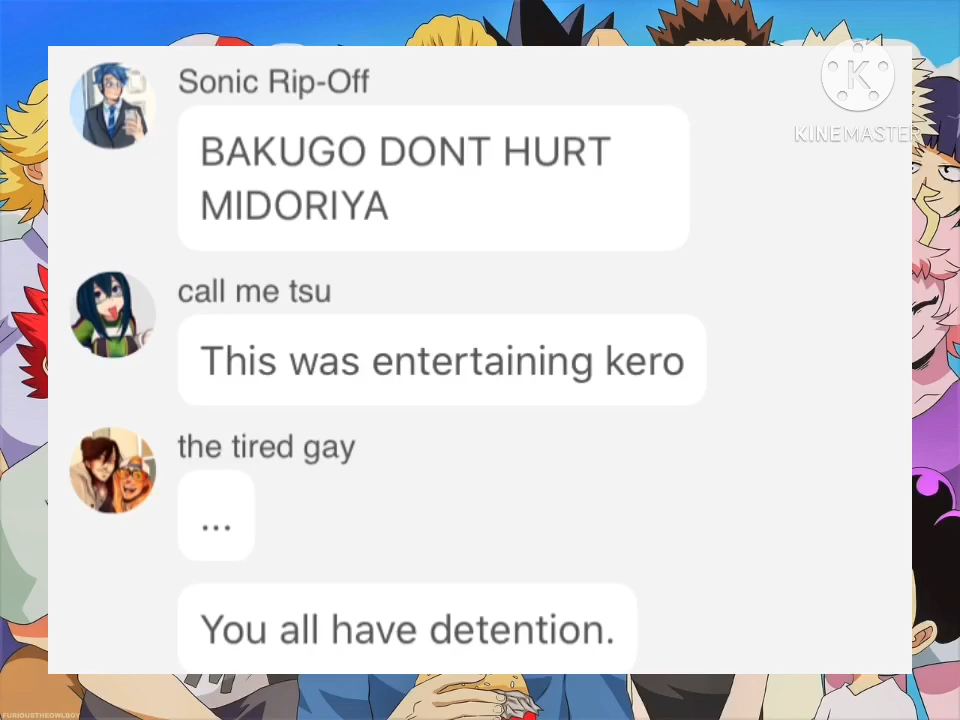 Sonic Rip-Off
K
KINEMASTER
BAKUGO DONT HURT
MIDORIYA
call me tsu
This was entertaining kero
the tired gay
...
You all have detention.
FURIOUSTHEOWLBOY